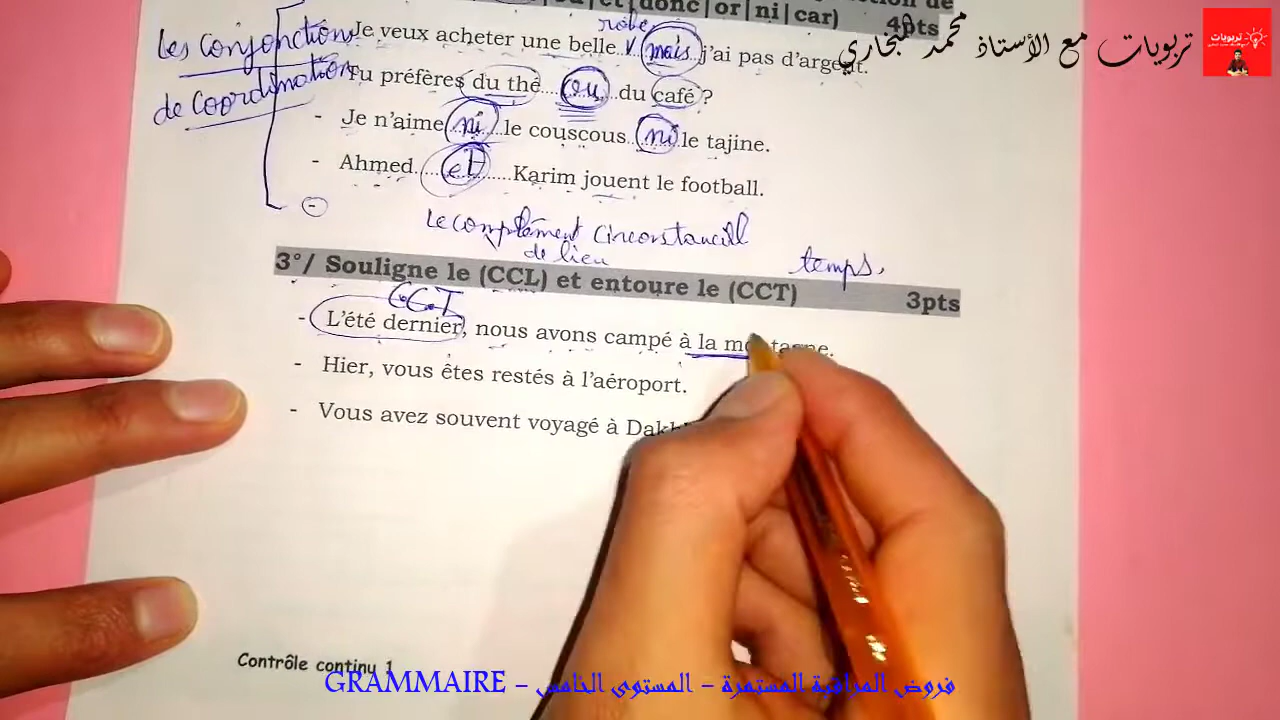 donc|or|ni|car) 4pts
robe
Les conjonctions
de coordination
Je veux acheter une belle.. mais j'ai pas d'argent.
Tu préfères du thé.... ou ..du café ?
- Je n'aime ni ...le couscous.. ni le tajine.
- Ahmed.... et .....Karim jouent le football.
Le complément circonstanciell
de lieu
temps.
3°/ Souligne le (CCL) et entoure le (CCT) 3pts
C.C.T
- L'été dernier, nous avons campé à la montagne.
- Hier, vous êtes restés à l'aéroport.
- Vous avez souvent voyagé à
Contrôle continu 1
تربويات مع الأستاذ محمد البخاري
تربويات
GRAMMAIRE – فروض المراقبة المستمرة – المستوى الخامس